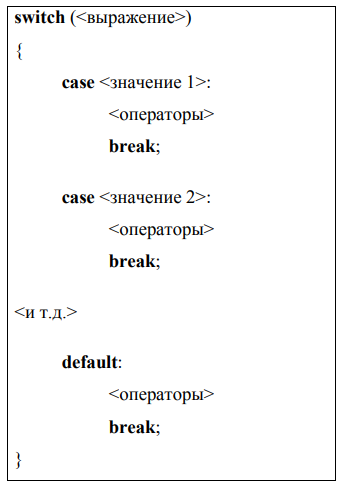 switch (<выражение>)
{
case <значение 1>:
<операторы>
break;
case <значение 2>:
<операторы>
break;
<и т.д.>
default:
<операторы>
break;
}